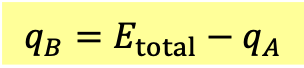 q_B = E_total − q_A